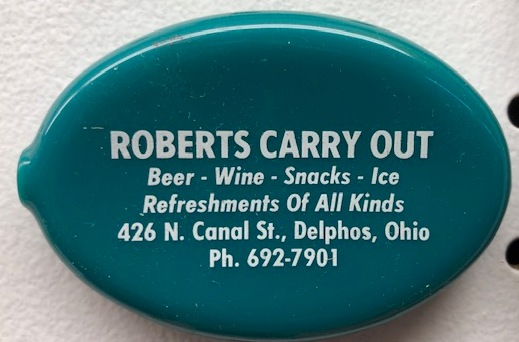 ROBERTS CARRY OUT
Beer - Wine - Snacks - Ice
Refreshments Of All Kinds
426 N. Canal St., Delphos, Ohio
Ph. 692-7901